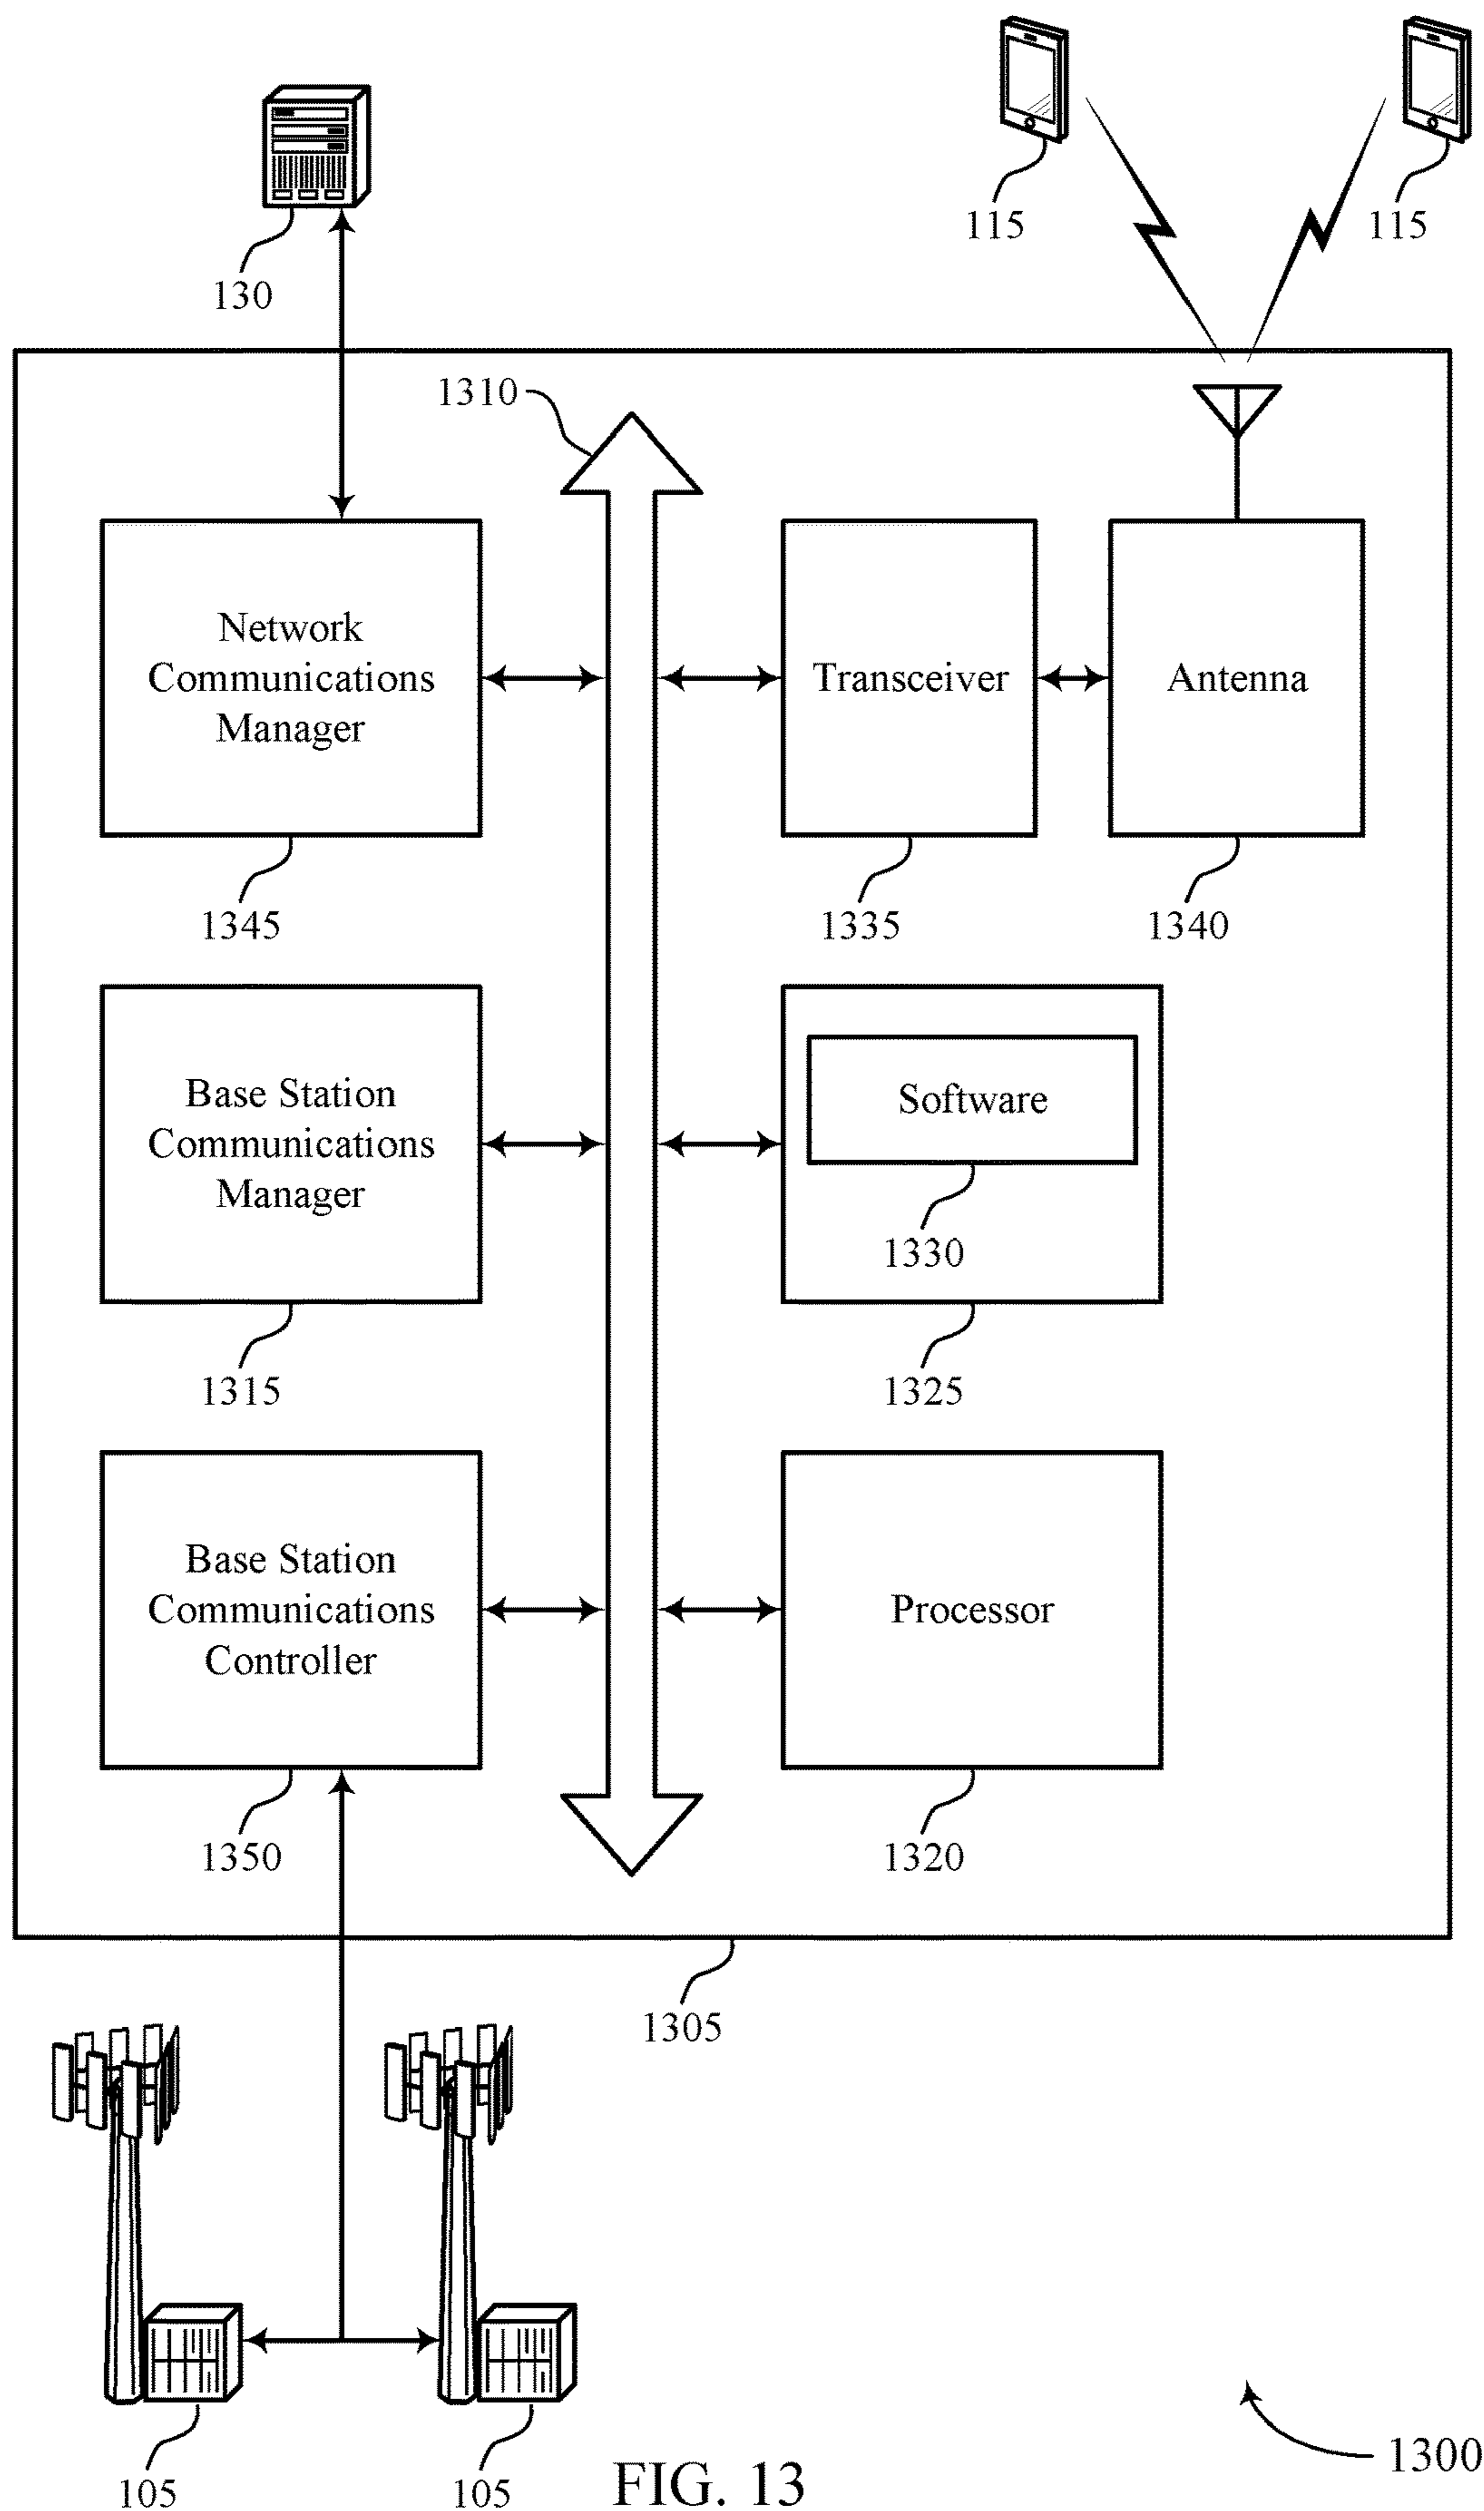 115
115
130
1310
Network
Communications
Manager
Transceiver
Antenna
1345
1335
1340
Base Station
Communications
Manager
Software
1330
1315
1325
Base Station
Communications
Controller
Processor
1350
1320
1305
105
105
FIG. 13
1300